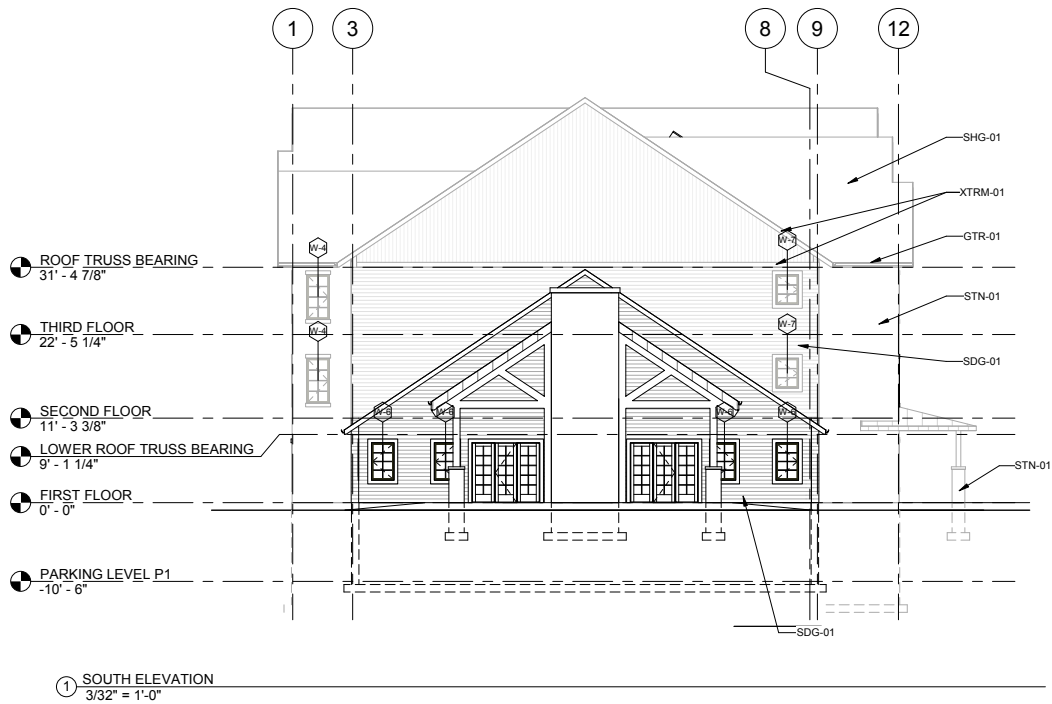 1
3
8
9
12
SHG-01
XTRM-01
W-7
W-4
GTR-01
ROOF TRUSS BEARING
31' - 4 7/8"
STN-01
W-7
W-4
THIRD FLOOR
22' - 5 1/4"
SDG-01
SECOND FLOOR
11' - 3 3/8"
W-6
W-6
W-6
W-6
LOWER ROOF TRUSS BEARING
9' - 1 1/4"
STN-01
FIRST FLOOR
0' - 0"
PARKING LEVEL P1
-10' - 6"
SDG-01
1
SOUTH ELEVATION
3/32" = 1'-0"